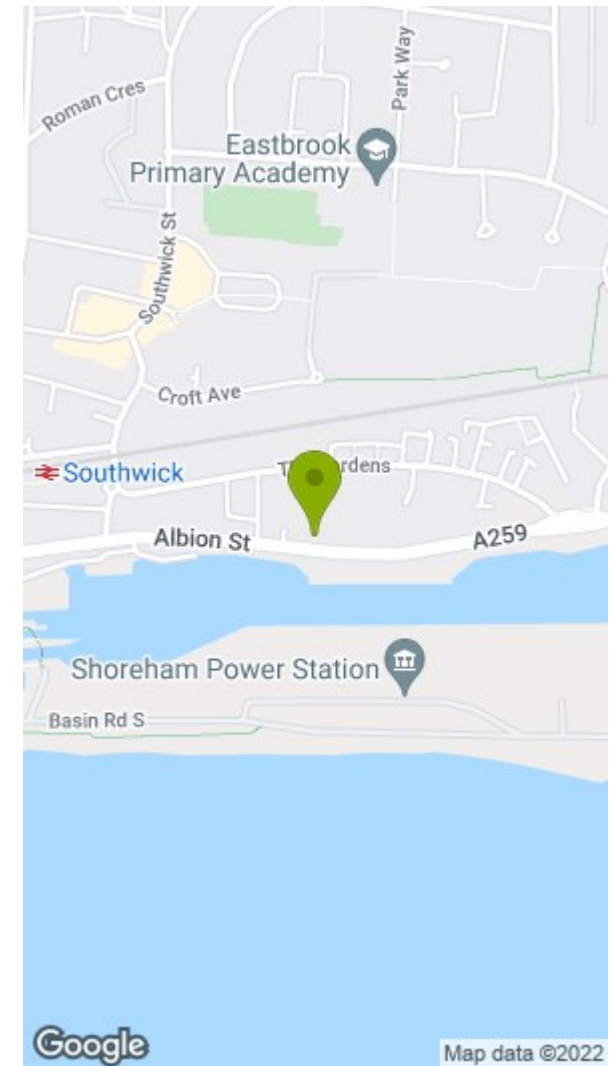 Roman Cres
Park Way
Eastbrook
Primary Academy
Southwick St
Croft Ave
Southwick
Albion St
A259
Shoreham Power Station
Basin Rd S
Google
Map data ©2022